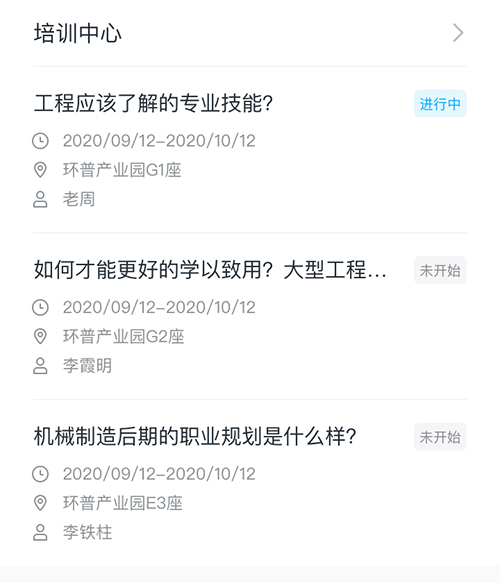 培训中心
工程应该了解的专业技能? 进行中
2020/09/12-2020/10/12
环普产业园G1座
老周
如何才能更好的学以致用? 大型工程... 未开始
2020/09/12-2020/10/12
环普产业园G2座
李霞明
机械制造后期的职业规划是什么样? 未开始
2020/09/12-2020/10/12
环普产业园E3座
李铁柱